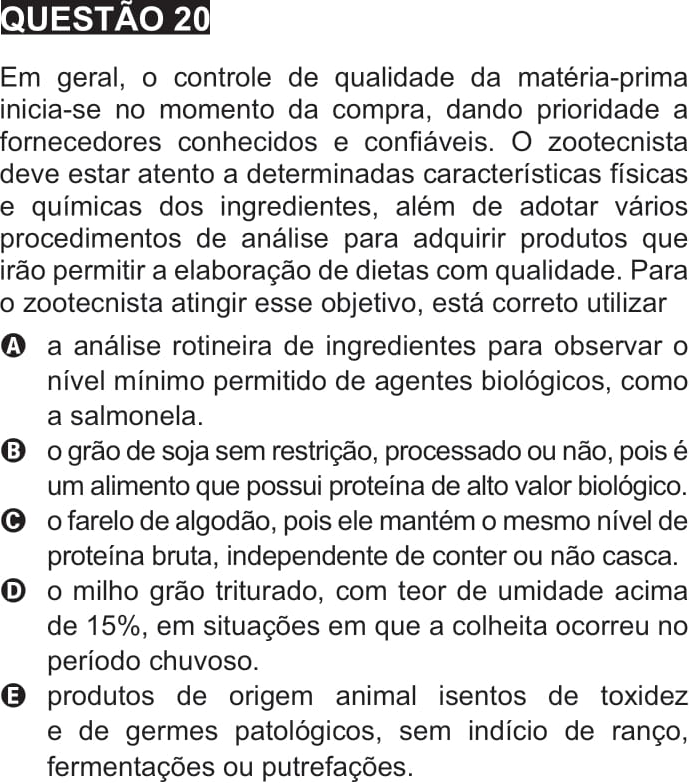 QUESTÃO 20
Em geral, o controle de qualidade da matéria-prima
inicia-se no momento da compra, dando prioridade a
fornecedores conhecidos e confiáveis. O zootecnista
deve estar atento a determinadas características físicas
e químicas dos ingredientes, além de adotar vários
procedimentos de análise para adquirir produtos que
irão permitir a elaboração de dietas com qualidade. Para
o zootecnista atingir esse objetivo, está correto utilizar
A a análise rotineira de ingredientes para observar o
nível mínimo permitido de agentes biológicos, como
a salmonela.
B o grão de soja sem restrição, processado ou não, pois é
um alimento que possui proteína de alto valor biológico.
C o farelo de algodão, pois ele mantém o mesmo nível de
proteína bruta, independente de conter ou não casca.
D o milho grão triturado, com teor de umidade acima
de 15%, em situações em que a colheita ocorreu no
período chuvoso.
E produtos de origem animal isentos de toxidez
e de germes patológicos, sem indício de ranço,
fermentações ou putrefações.